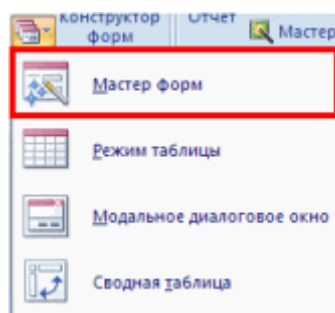 Конструктор Отчет
форм Мастер
Мастер форм
Режим таблицы
Модальное диалоговое окно
Сводная таблица